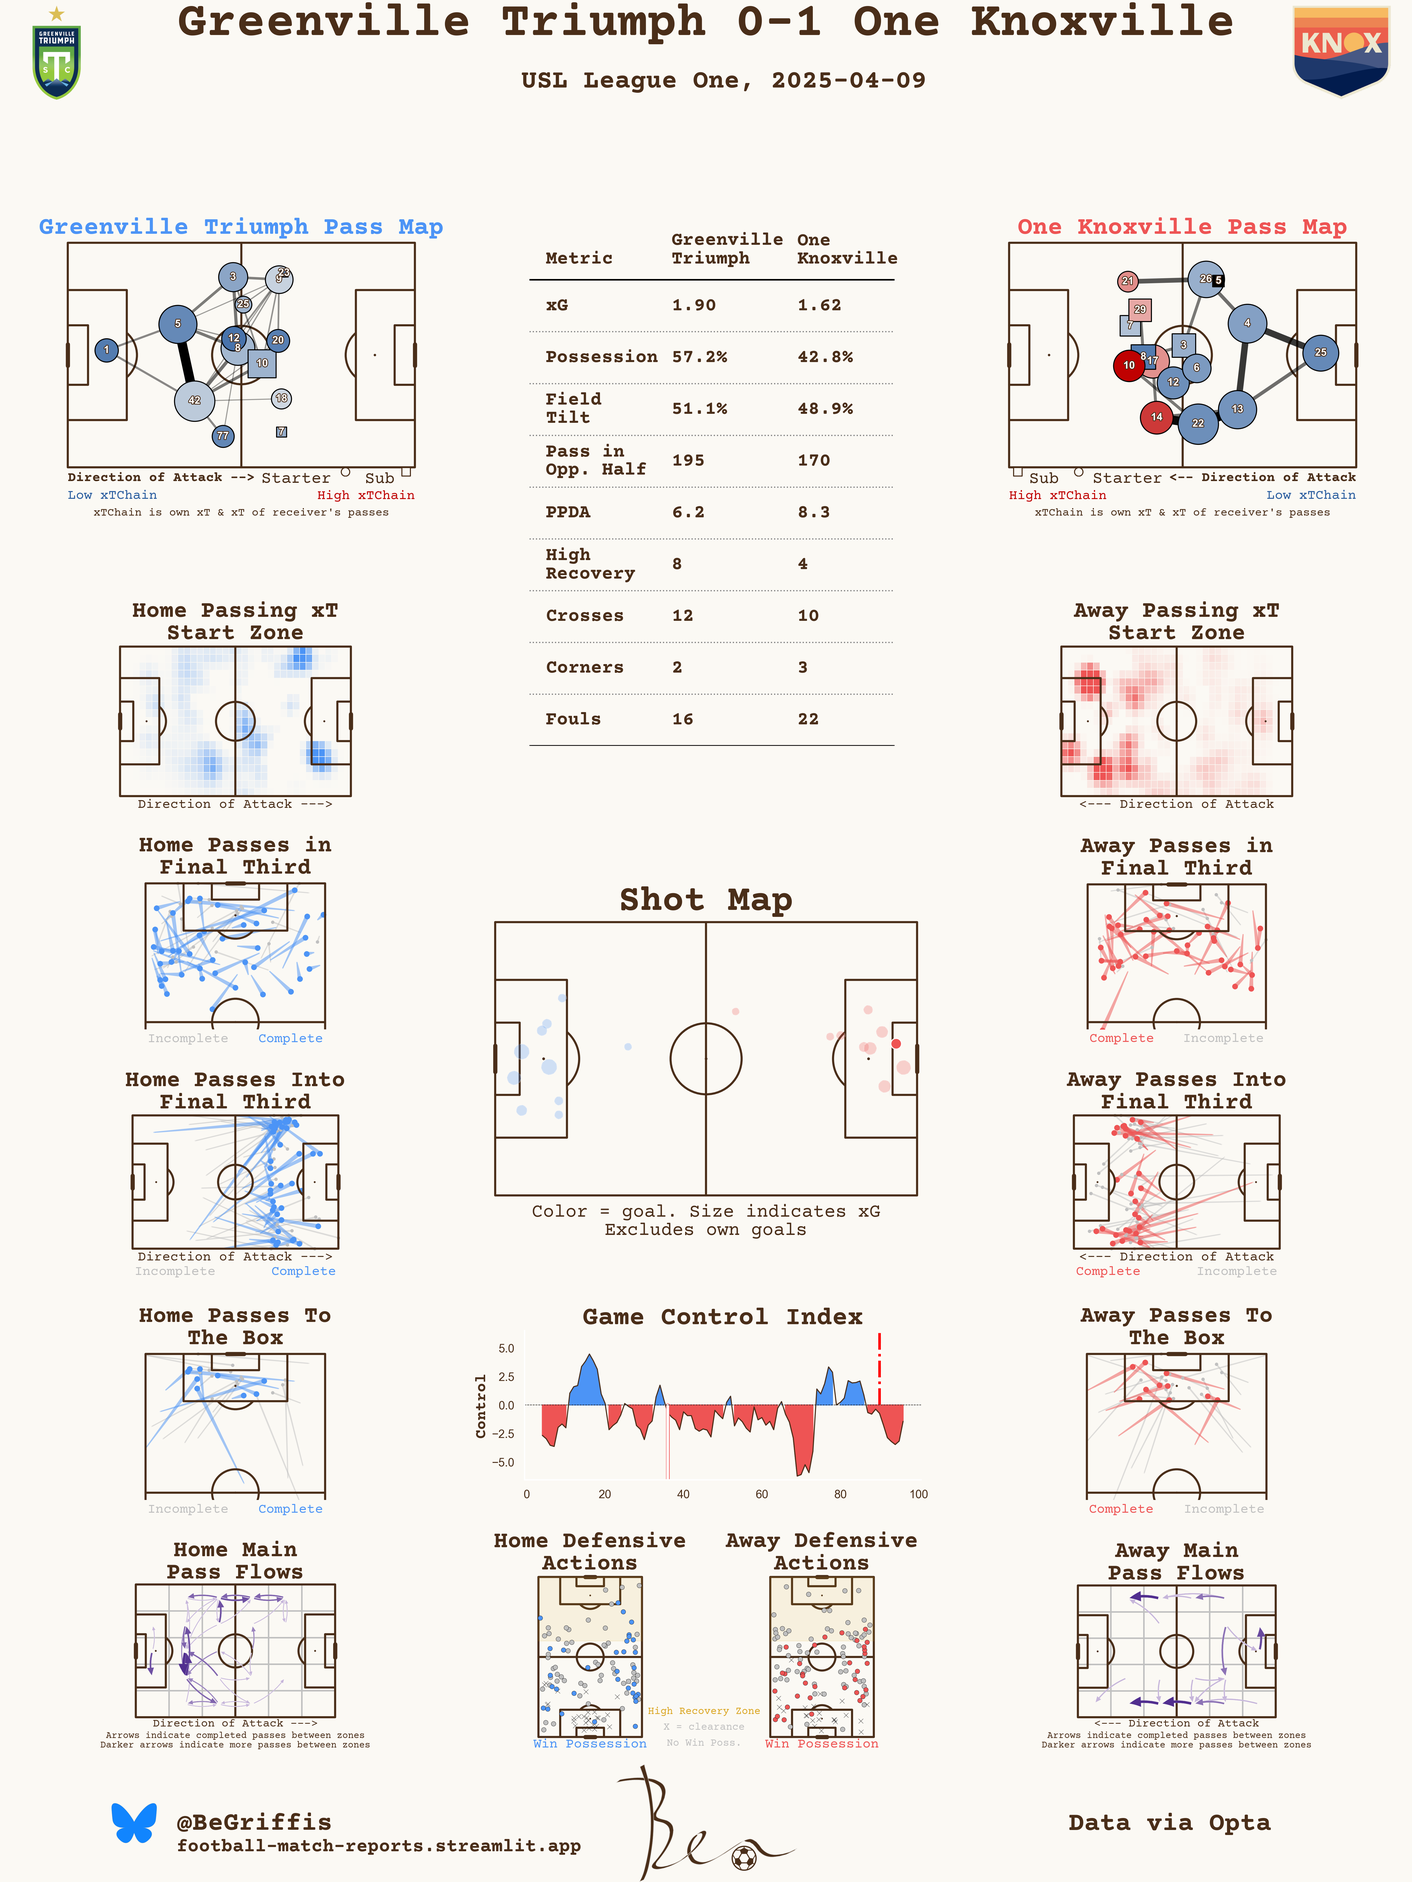 Greenville Triumph 0-1 One Knoxville
USL League One, 2025-04-09
GREENVILLE
TRIUMPH
S C
KNOX
Greenville Triumph Pass Map
3
23
9
25
5
12
8
20
1
10
42
18
77
7
Direction of Attack --> Starter Sub
Low xTChain High xTChain
xTChain is own xT & xT of receiver's passes
Metric Greenville Triumph One Knoxville
xG 1.90 1.62
Possession 57.2% 42.8%
Field Tilt 51.1% 48.9%
Pass in Opp. Half 195 170
PPDA 6.2 8.3
High Recovery 8 4
Crosses 12 10
Corners 2 3
Fouls 16 22
One Knoxville Pass Map
21
26
5
29
7
4
3
8
17
10
6
25
12
14
22
13
Sub Starter <-- Direction of Attack
High xTChain Low xTChain
xTChain is own xT & xT of receiver's passes
Home Passing xT
Start Zone
Direction of Attack --->
Away Passing xT
Start Zone
<--- Direction of Attack
Home Passes in
Final Third
Incomplete Complete
Away Passes in
Final Third
Complete Incomplete
Shot Map
Color = goal. Size indicates xG
Excludes own goals
Home Passes Into
Final Third
Direction of Attack --->
Incomplete Complete
Away Passes Into
Final Third
<--- Direction of Attack
Complete Incomplete
Home Passes To
The Box
Incomplete Complete
Game Control Index
Control
5.0
2.5
0.0
−2.5
−5.0
0 20 40 60 80 100
Away Passes To
The Box
Complete Incomplete
Home Main
Pass Flows
Direction of Attack --->
Arrows indicate completed passes between zones
Darker arrows indicate more passes between zones
Home Defensive
Actions
Win Possession
High Recovery Zone
X = clearance
No Win Poss.
Away Defensive
Actions
Win Possession
Away Main
Pass Flows
<--- Direction of Attack
Arrows indicate completed passes between zones
Darker arrows indicate more passes between zones
@BeGriffis
football-match-reports.streamlit.app
Ben
Data via Opta